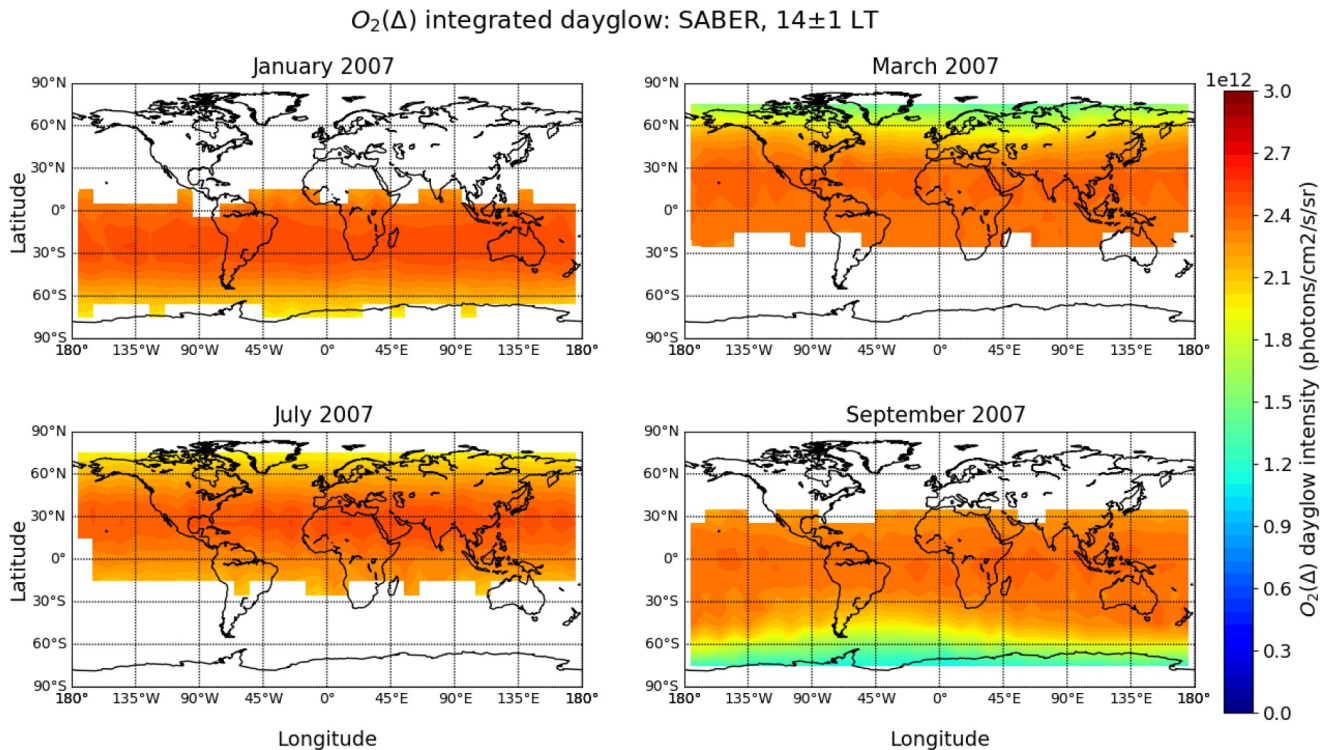 O₂(Δ) integrated dayglow: SABER, 14±1 LT
January 2007
90°N
60°N
30°N
0°
30°S
60°S
90°S
180° 135°W 90°W 45°W 0° 45°E 90°E 135°E 180°
Latitude
March 2007
90°N
60°N
30°N
0°
30°S
60°S
90°S
180° 135°W 90°W 45°W 0° 45°E 90°E 135°E 180°
July 2007
90°N
60°N
30°N
0°
30°S
60°S
90°S
180° 135°W 90°W 45°W 0° 45°E 90°E 135°E 180°
Latitude
Longitude
September 2007
90°N
60°N
30°N
0°
30°S
60°S
90°S
180° 135°W 90°W 45°W 0° 45°E 90°E 135°E 180°
Longitude
1e12
3.0
2.7
2.4
2.1
1.8
1.5
1.2
0.9
0.6
0.3
0.0
O₂(Δ) dayglow intensity (photons/cm2/s/sr)